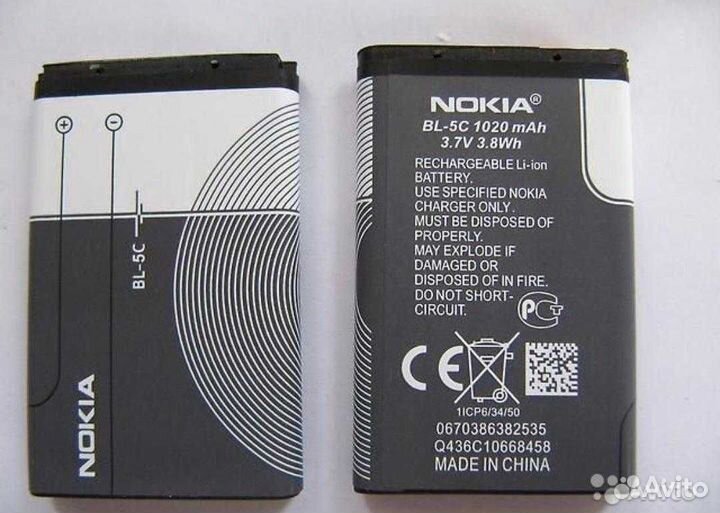 + -
BL-5C
NOKIA
NOKIA®
BL-5C 1020 mAh
3.7V 3.8Wh
RECHARGEABLE Li-ion
BATTERY.
USE SPECIFIED NOKIA
CHARGER ONLY.
MUST BE DISPOSED OF
PROPERLY.
MAY EXPLODE IF
DAMAGED OR
DISPOSED OF IN FIRE.
DO NOT SHORT-
CIRCUIT.
РСТ
CE
1ICP6/34/50
0670386382535
Q436C10668458
MADE IN CHINA
Avito